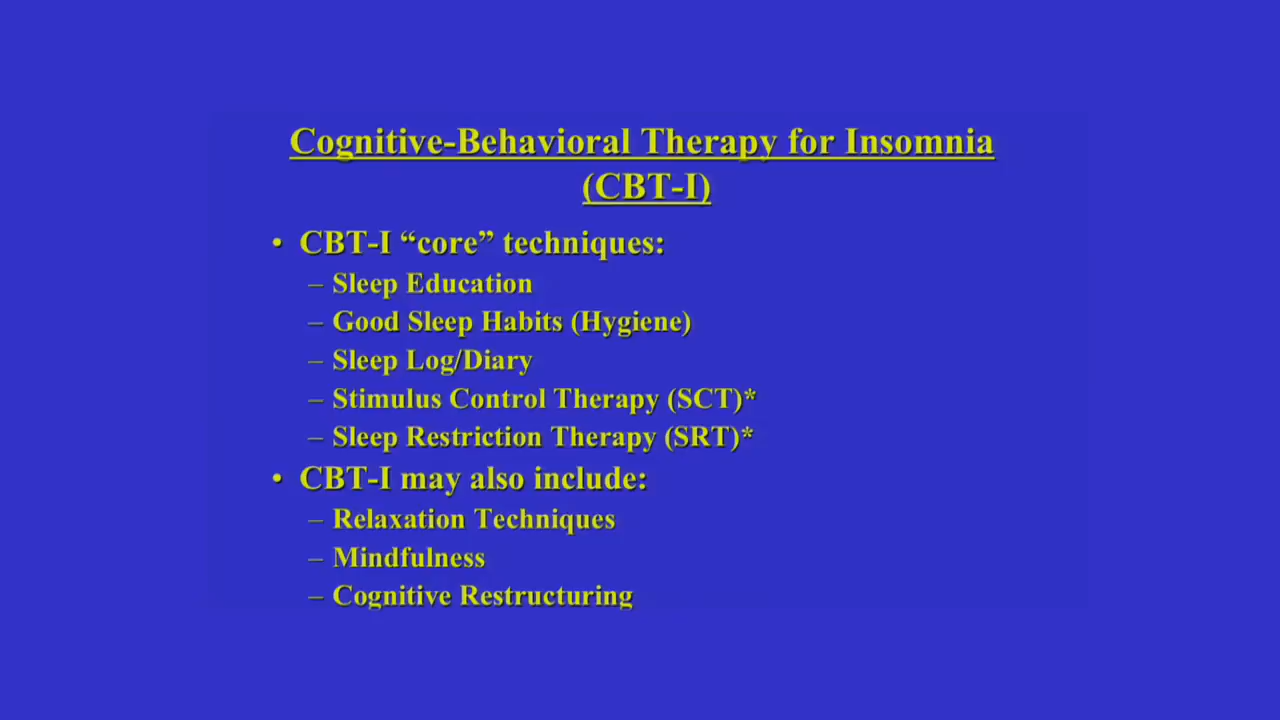 Cognitive-Behavioral Therapy for Insomnia
(CBT-I)
• CBT-I “core” techniques:
– Sleep Education
– Good Sleep Habits (Hygiene)
– Sleep Log/Diary
– Stimulus Control Therapy (SCT)*
– Sleep Restriction Therapy (SRT)*
• CBT-I may also include:
– Relaxation Techniques
– Mindfulness
– Cognitive Restructuring